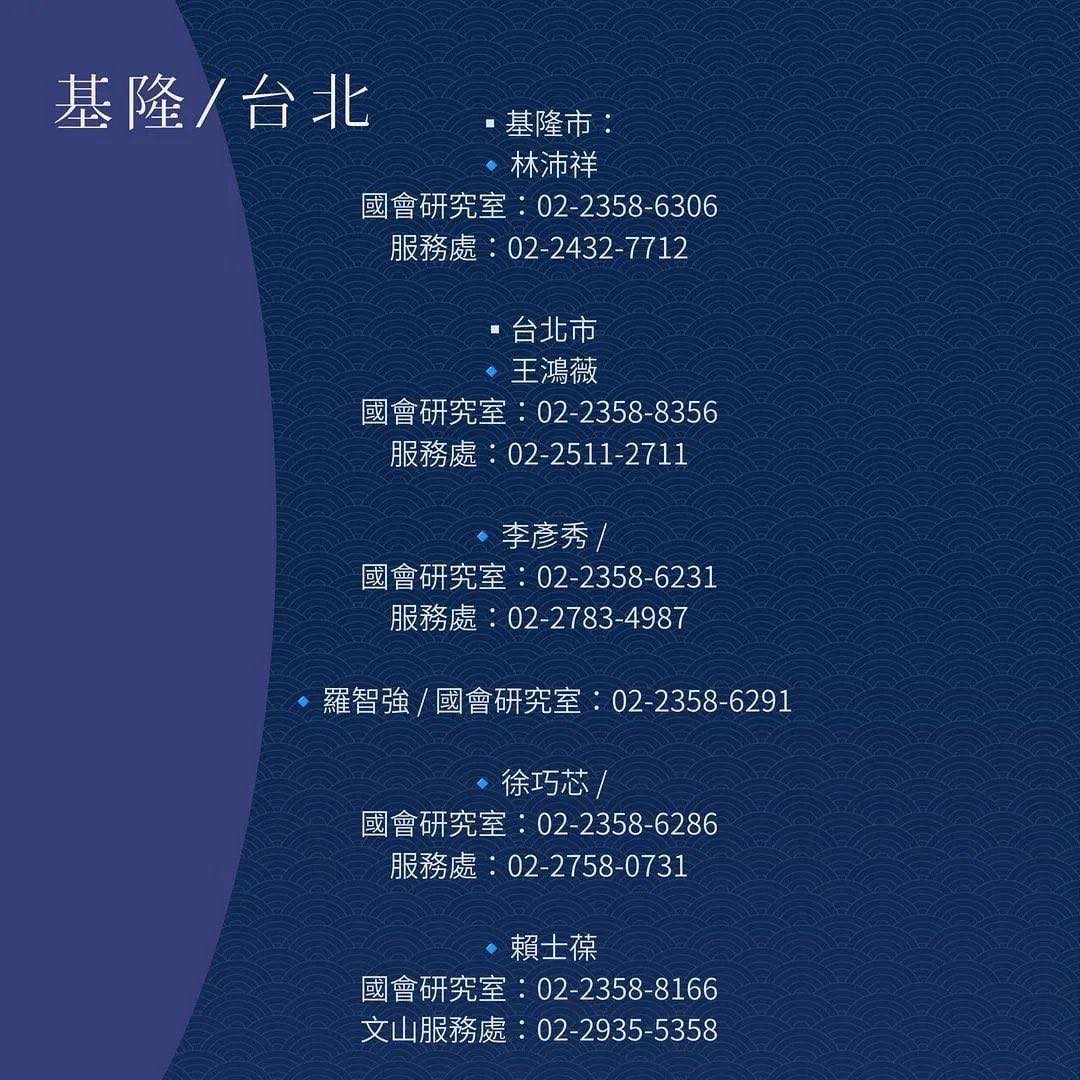 基隆/台北
▪基隆市：
🔹林沛祥
國會研究室：02-2358-6306
服務處：02-2432-7712
▪台北市
🔹王鴻薇
國會研究室：02-2358-8356
服務處：02-2511-2711
🔹李彥秀 /
國會研究室：02-2358-6231
服務處：02-2783-4987
🔹羅智強 / 國會研究室：02-2358-6291
🔹徐巧芯 /
國會研究室：02-2358-6286
服務處：02-2758-0731
🔹賴士葆
國會研究室：02-2358-8166
文山服務處：02-2935-5358